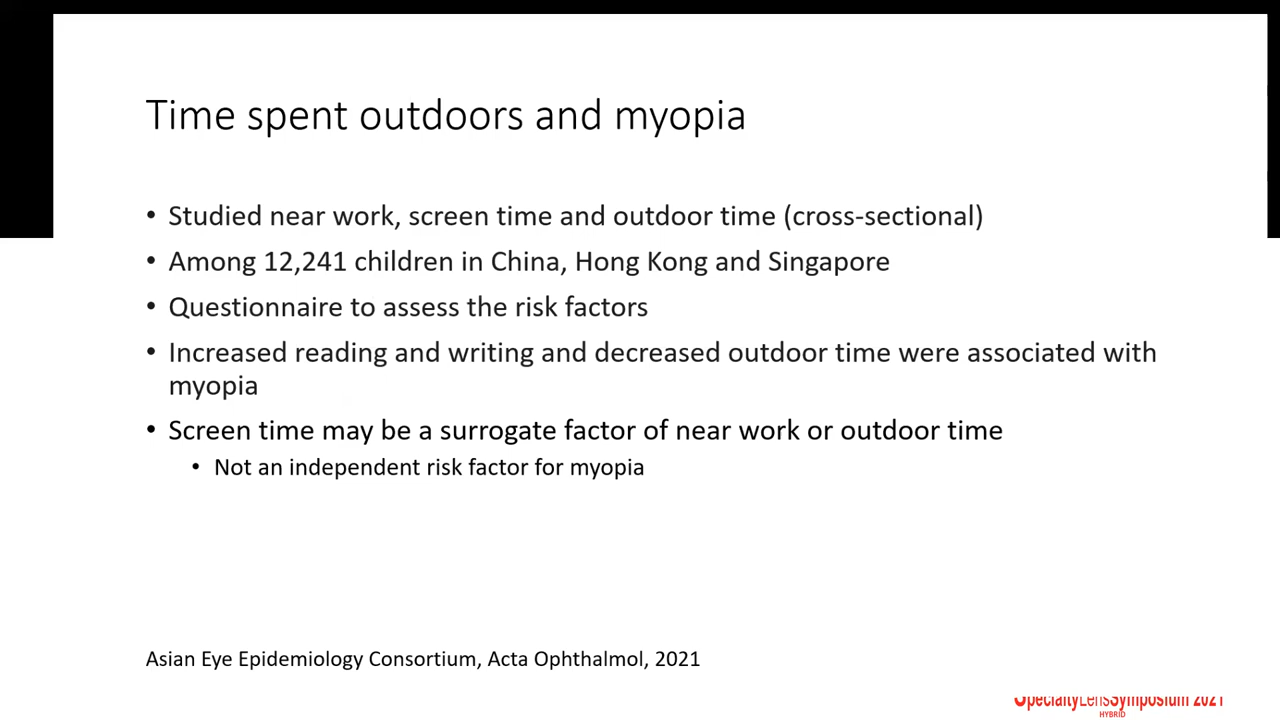 Time spent outdoors and myopia
• Studied near work, screen time and outdoor time (cross-sectional)
• Among 12,241 children in China, Hong Kong and Singapore
• Questionnaire to assess the risk factors
• Increased reading and writing and decreased outdoor time were associated with
myopia
• Screen time may be a surrogate factor of near work or outdoor time
• Not an independent risk factor for myopia
Asian Eye Epidemiology Consortium, Acta Ophthalmol, 2021
SpecialtyLensSymposium 2021
HYBRID